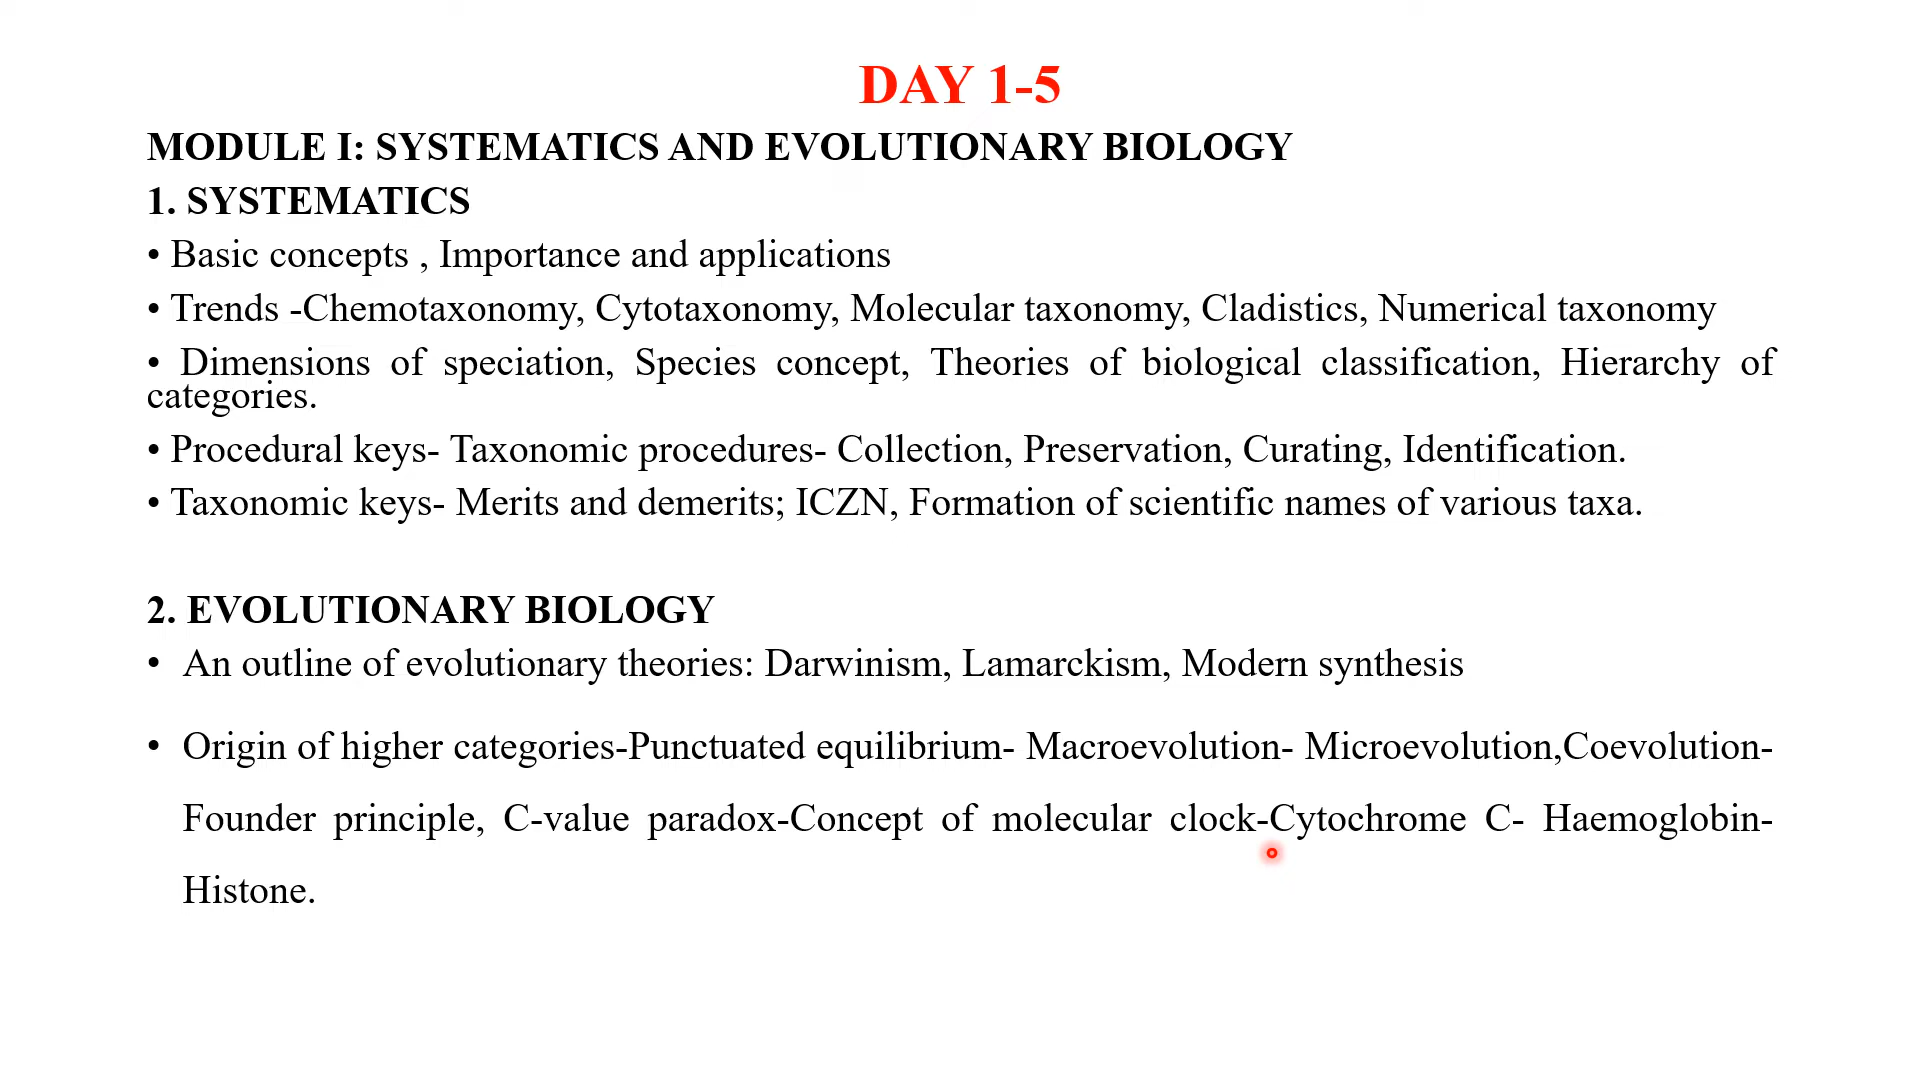 DAY 1-5
MODULE I: SYSTEMATICS AND EVOLUTIONARY BIOLOGY
1. SYSTEMATICS
• Basic concepts , Importance and applications
• Trends -Chemotaxonomy, Cytotaxonomy, Molecular taxonomy, Cladistics, Numerical taxonomy
• Dimensions of speciation, Species concept, Theories of biological classification, Hierarchy of
categories.
• Procedural keys- Taxonomic procedures- Collection, Preservation, Curating, Identification.
• Taxonomic keys- Merits and demerits; ICZN, Formation of scientific names of various taxa.
2. EVOLUTIONARY BIOLOGY
• An outline of evolutionary theories: Darwinism, Lamarckism, Modern synthesis
• Origin of higher categories-Punctuated equilibrium- Macroevolution- Microevolution,Coevolution-
Founder principle, C-value paradox-Concept of molecular clock-Cytochrome C- Haemoglobin-
Histone.